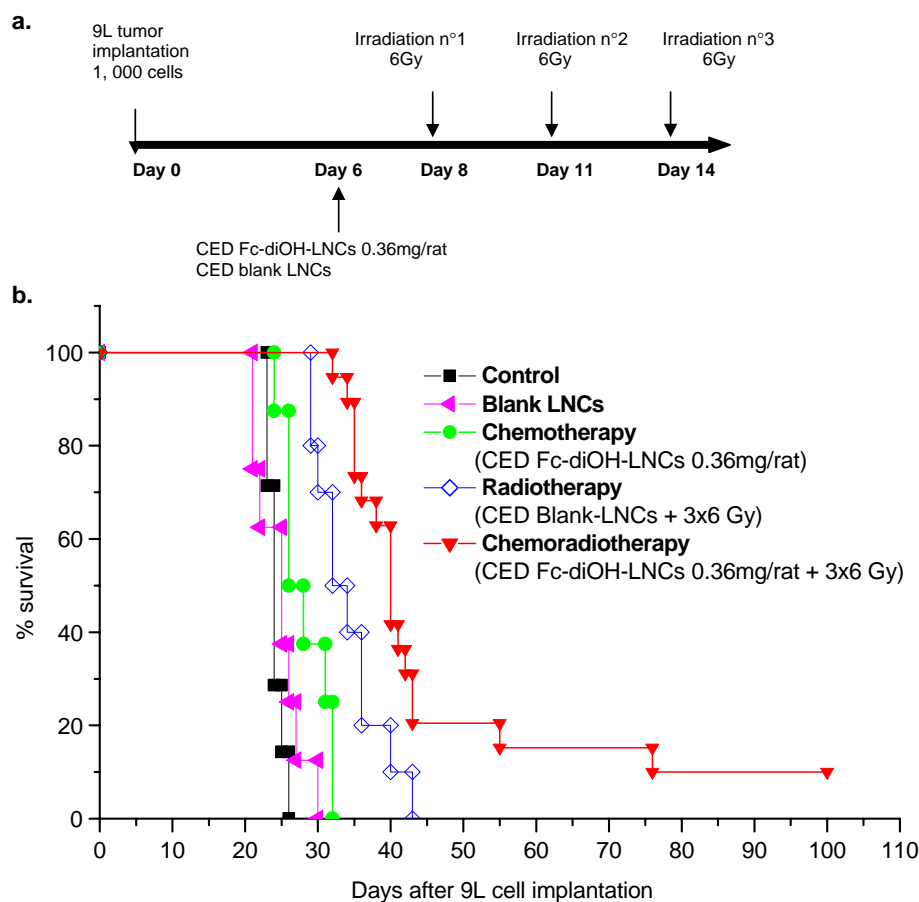 a.
9L tumor
implantation
1, 000 cells
Irradiation n°1
6Gy
Irradiation n°2
6Gy
Irradiation n°3
6Gy
Day 0
Day 6
Day 8
Day 11
Day 14
CED Fc-diOH-LNCs 0.36mg/rat
CED blank LNCs
b.
Control
Blank LNCs
Chemotherapy
(CED Fc-diOH-LNCs 0.36mg/rat)
Radiotherapy
(CED Blank-LNCs + 3x6 Gy)
Chemoradiotherapy
(CED Fc-diOH-LNCs 0.36mg/rat + 3x6 Gy)
% survival
100
80
60
40
20
0
0 10 20 30 40 50 60 70 80 90 100 110
Days after 9L cell implantation